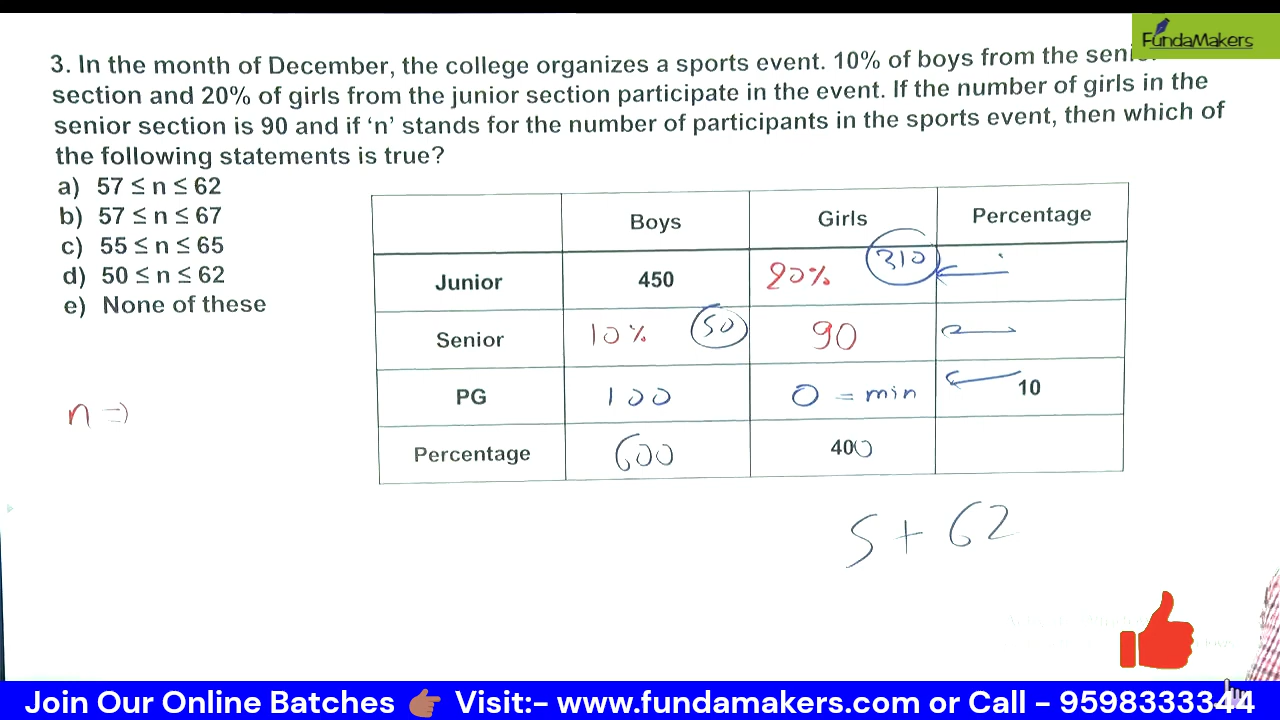 FundaMakers
3. In the month of December, the college organizes a sports event. 10% of boys from the senior
section and 20% of girls from the junior section participate in the event. If the number of girls in the
senior section is 90 and if ‘n’ stands for the number of participants in the sports event, then which of
the following statements is true?
a) 57 ≤ n ≤ 62
b) 57 ≤ n ≤ 67
c) 55 ≤ n ≤ 65
d) 50 ≤ n ≤ 62
e) None of these
Boys Girls Percentage
Junior 450 20% 310
Senior 10% 50 90
PG 100 0 = min 10
Percentage 600 400
n ⇒
5 + 62
Join Our Online Batches Visit:- www.fundamakers.com or Call - 9598333344